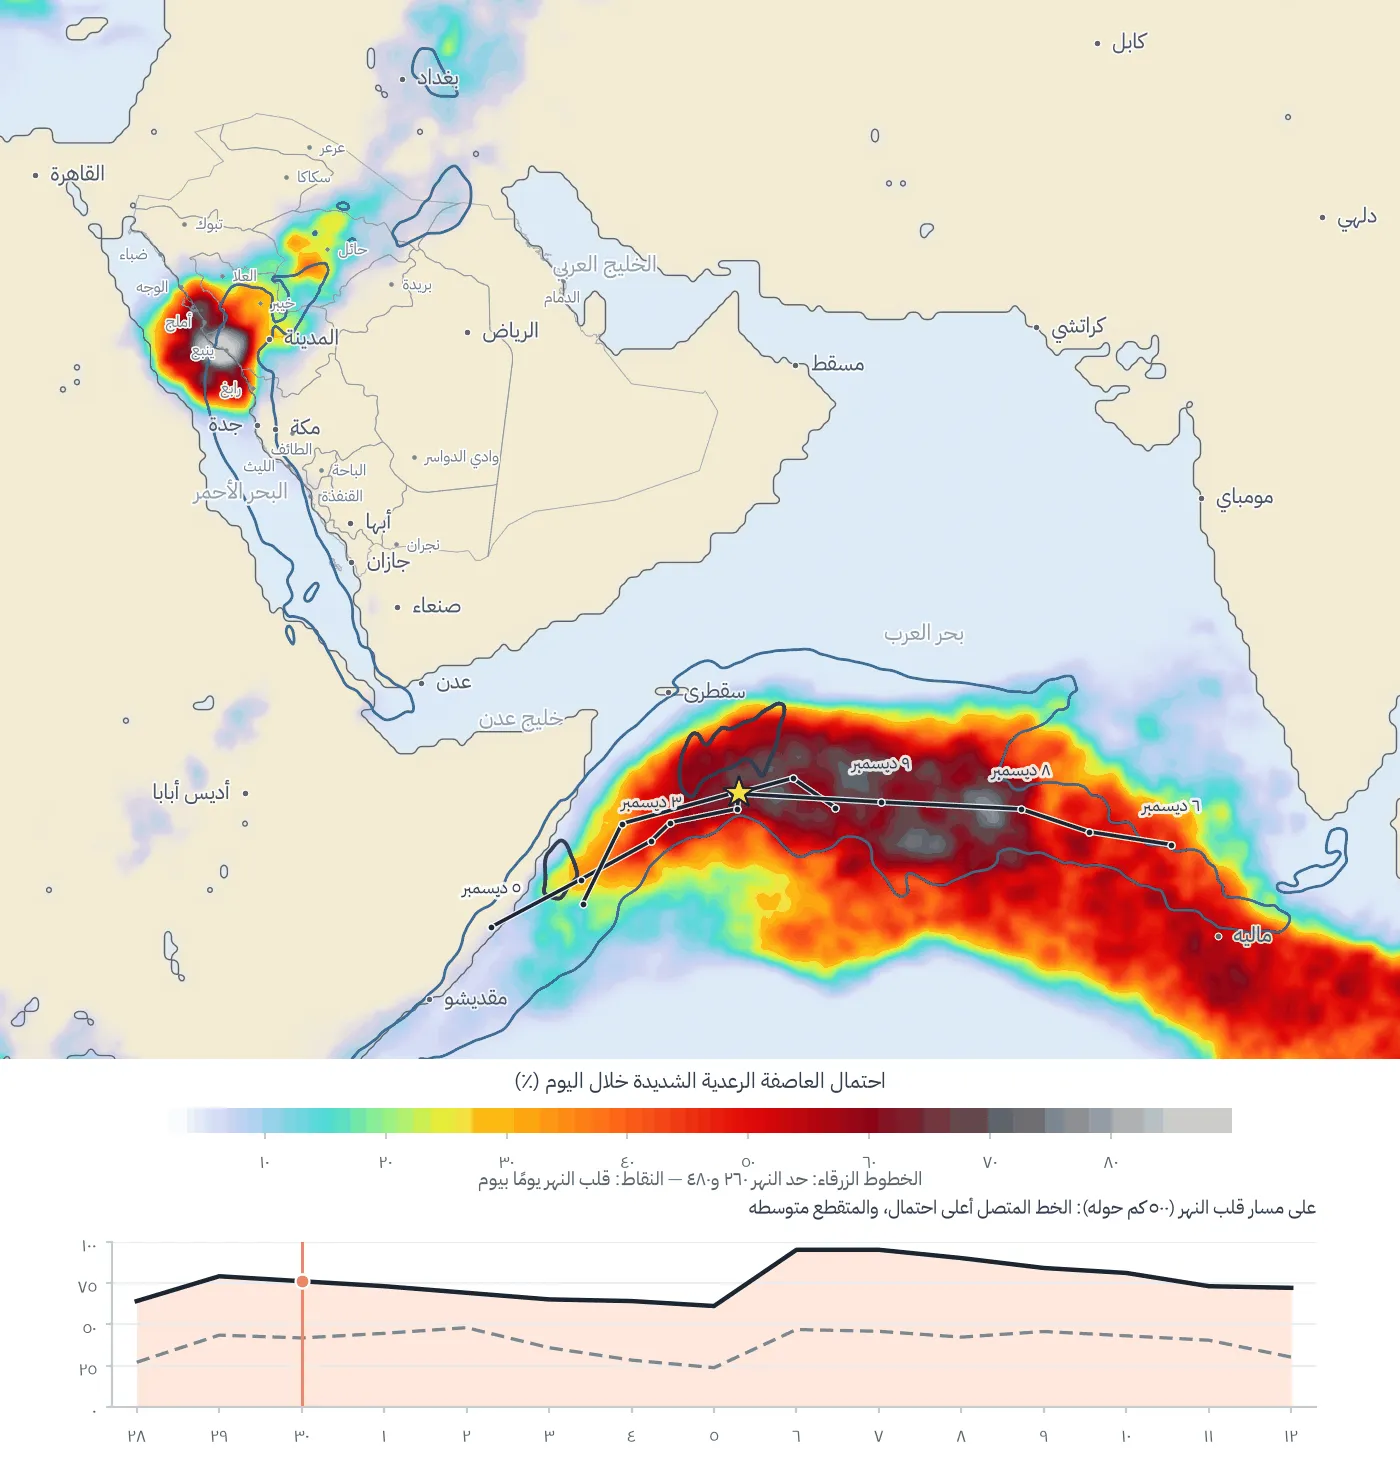 كابل
بغداد
عرعر
القاهرة
سكاكا
تبوك
دلهي
ضباء
حائل
الخليج العربي
العلا
الوجه
بريدة
الدمام
خيبر
أملج
كراتشي
الرياض
المدينة
ينبع
مسقط
رابغ
جدة
مكة
الطائف
وادي الدواسر
الليث
الباحة
البحر الأحمر
القنفذة
مومباي
أبها
نجران
جازان
صنعاء
بحر العرب
عدن
سقطرى
خليج عدن
٩ ديسمبر
٨ ديسمبر
أديس أبابا
٣ ديسمبر
٦ ديسمبر
٥ ديسمبر
ماليه
مقديشو
احتمال العاصفة الرعدية الشديدة خلال اليوم (٪)
١٠ ٢٠ ٣٠ ٤٠ ٥٠ ٦٠ ٧٠ ٨٠
الخطوط الزرقاء: حد النهر ٢٦٠ و٤٨٠ — النقاط: قلب النهر يومًا بيوم
على مسار قلب النهر (٥٠٠ كم حوله): الخط المتصل أعلى احتمال، والمتقطع متوسطه
١٠٠
٧٥
٥٠
٢٥
٠
٢٨ ٢٩ ٣٠ ١ ٢ ٣ ٤ ٥ ٦ ٧ ٨ ٩ ١٠ ١١ ١٢